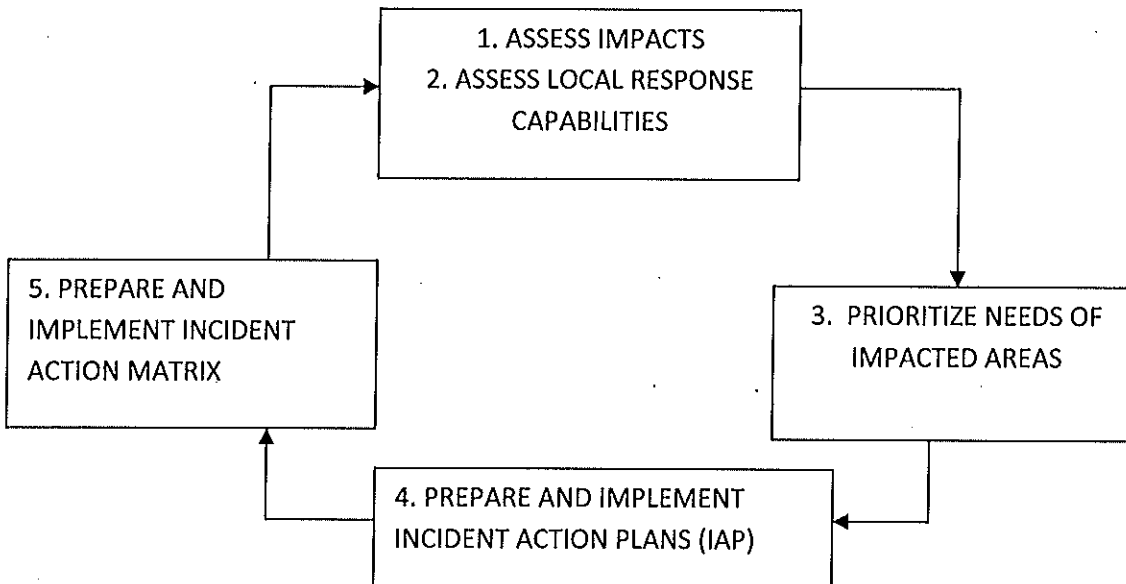 1. ASSESS IMPACTS
2. ASSESS LOCAL RESPONSE
CAPABILITIES
3. PRIORITIZE NEEDS OF
IMPACTED AREAS
4. PREPARE AND IMPLEMENT
INCIDENT ACTION PLANS (IAP)
5. PREPARE AND
IMPLEMENT INCIDENT
ACTION MATRIX